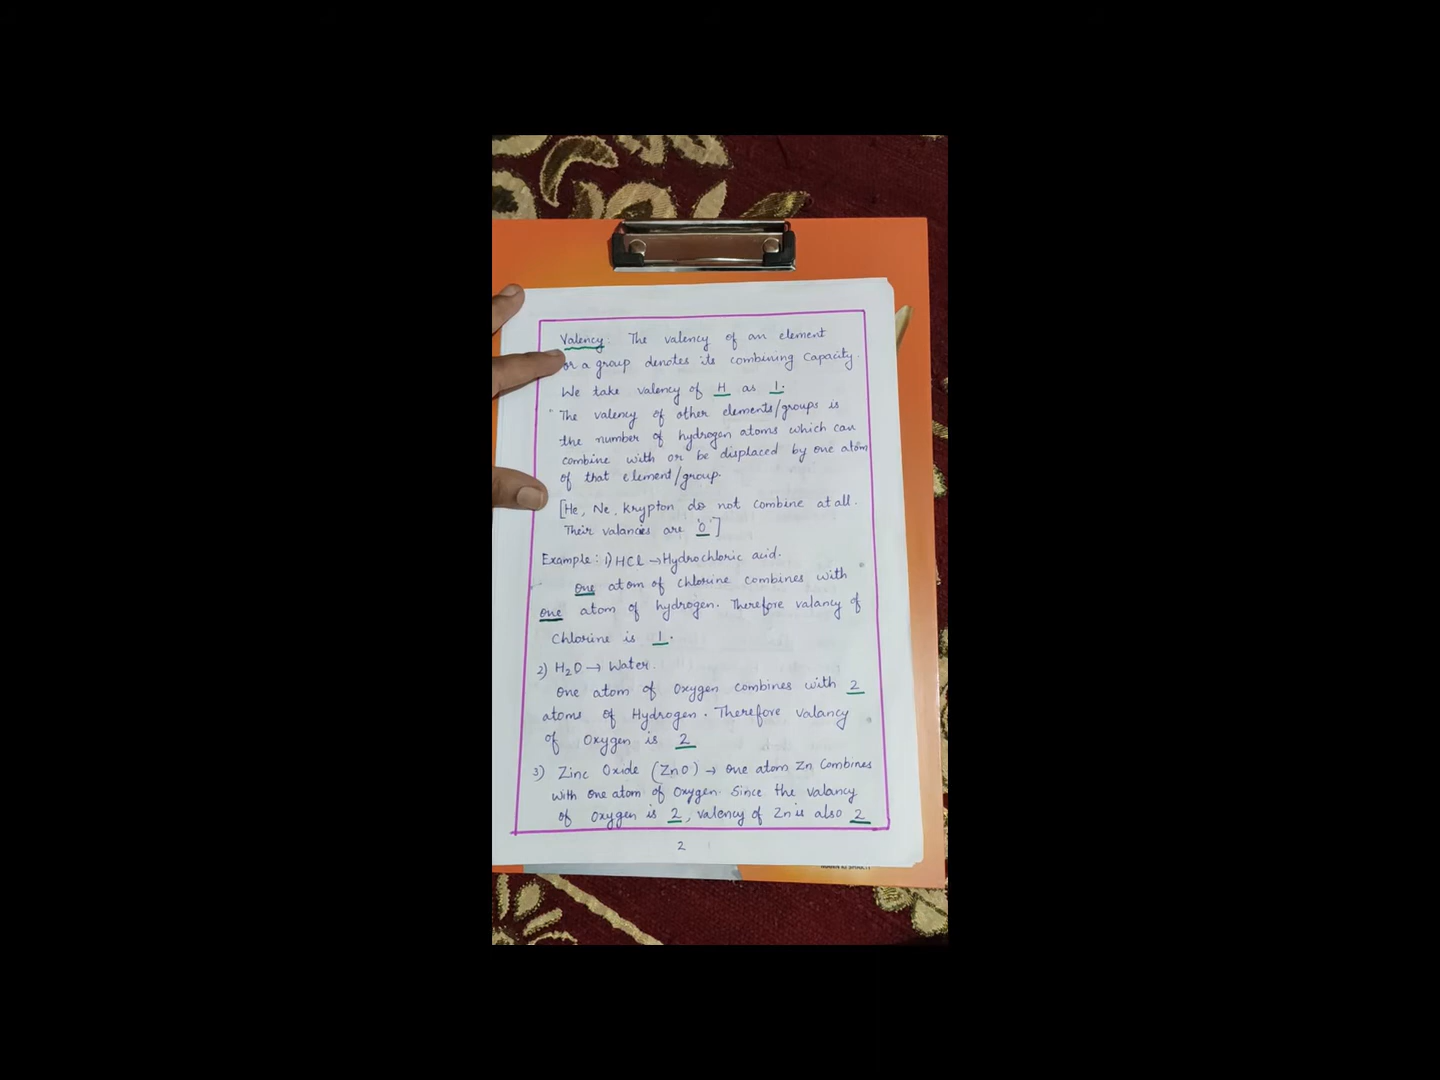 Valency: The valency of an element
or a group denotes its combining capacity.
We take valency of H as 1.
"The valency of other elements/groups is
the number of hydrogen atoms which can
combine with or be displaced by one atom
of that element/group.
[He, Ne, Krypton do not combine at all.
Their valancies are '0']
Example: 1) HCl → Hydrochloric acid.
one atom of chlorine combines with
one atom of hydrogen. Therefore valancy of
Chlorine is 1.
2) H₂O → Water.
One atom of Oxygen combines with 2
atoms of Hydrogen. Therefore valancy
of Oxygen is 2
3) Zinc Oxide (ZnO) → one atom Zn Combines
with one atom of Oxygen. Since the valancy
of Oxygen is 2, valency of Zn is also 2
2